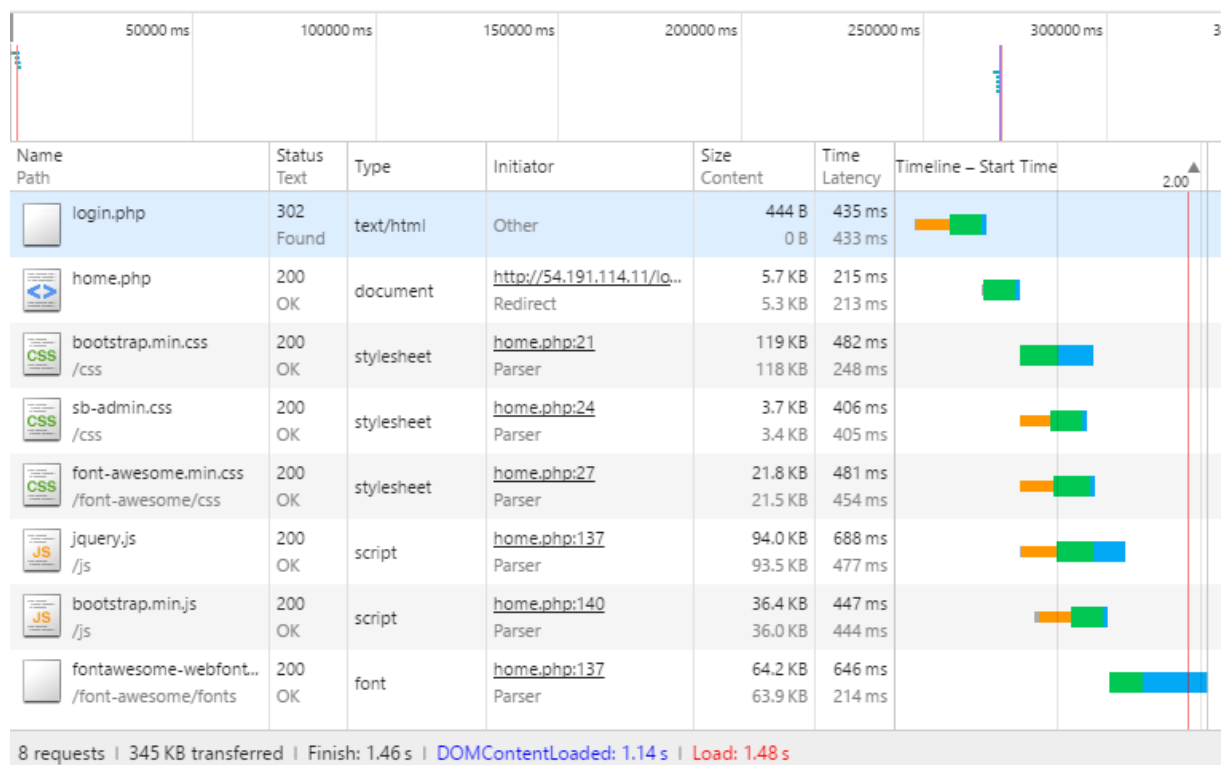 50000 ms 100000 ms 150000 ms 200000 ms 250000 ms 300000 ms 3
Name Status Type Initiator Size Time Timeline – Start Time
Path Text Content Latency 2.00
login.php 302 text/html Other 444 B 435 ms
Found 0 B 433 ms
home.php 200 document http://54.191.114.11/lo... 5.7 KB 215 ms
OK Redirect 5.3 KB 213 ms
bootstrap.min.css 200 stylesheet home.php:21 119 KB 482 ms
/css OK Parser 118 KB 248 ms
sb-admin.css 200 stylesheet home.php:24 3.7 KB 406 ms
/css OK Parser 3.4 KB 405 ms
font-awesome.min.css 200 stylesheet home.php:27 21.8 KB 481 ms
/font-awesome/css OK Parser 21.5 KB 454 ms
jquery.js 200 script home.php:137 94.0 KB 688 ms
/js OK Parser 93.5 KB 477 ms
bootstrap.min.js 200 script home.php:140 36.4 KB 447 ms
/js OK Parser 36.0 KB 444 ms
fontawesome-webfont... 200 font home.php:137 64.2 KB 646 ms
/font-awesome/fonts OK Parser 63.9 KB 214 ms
CSS
CSS
CSS
JS
JS
8 requests | 345 KB transferred | Finish: 1.46 s | DOMContentLoaded: 1.14 s | Load: 1.48 s